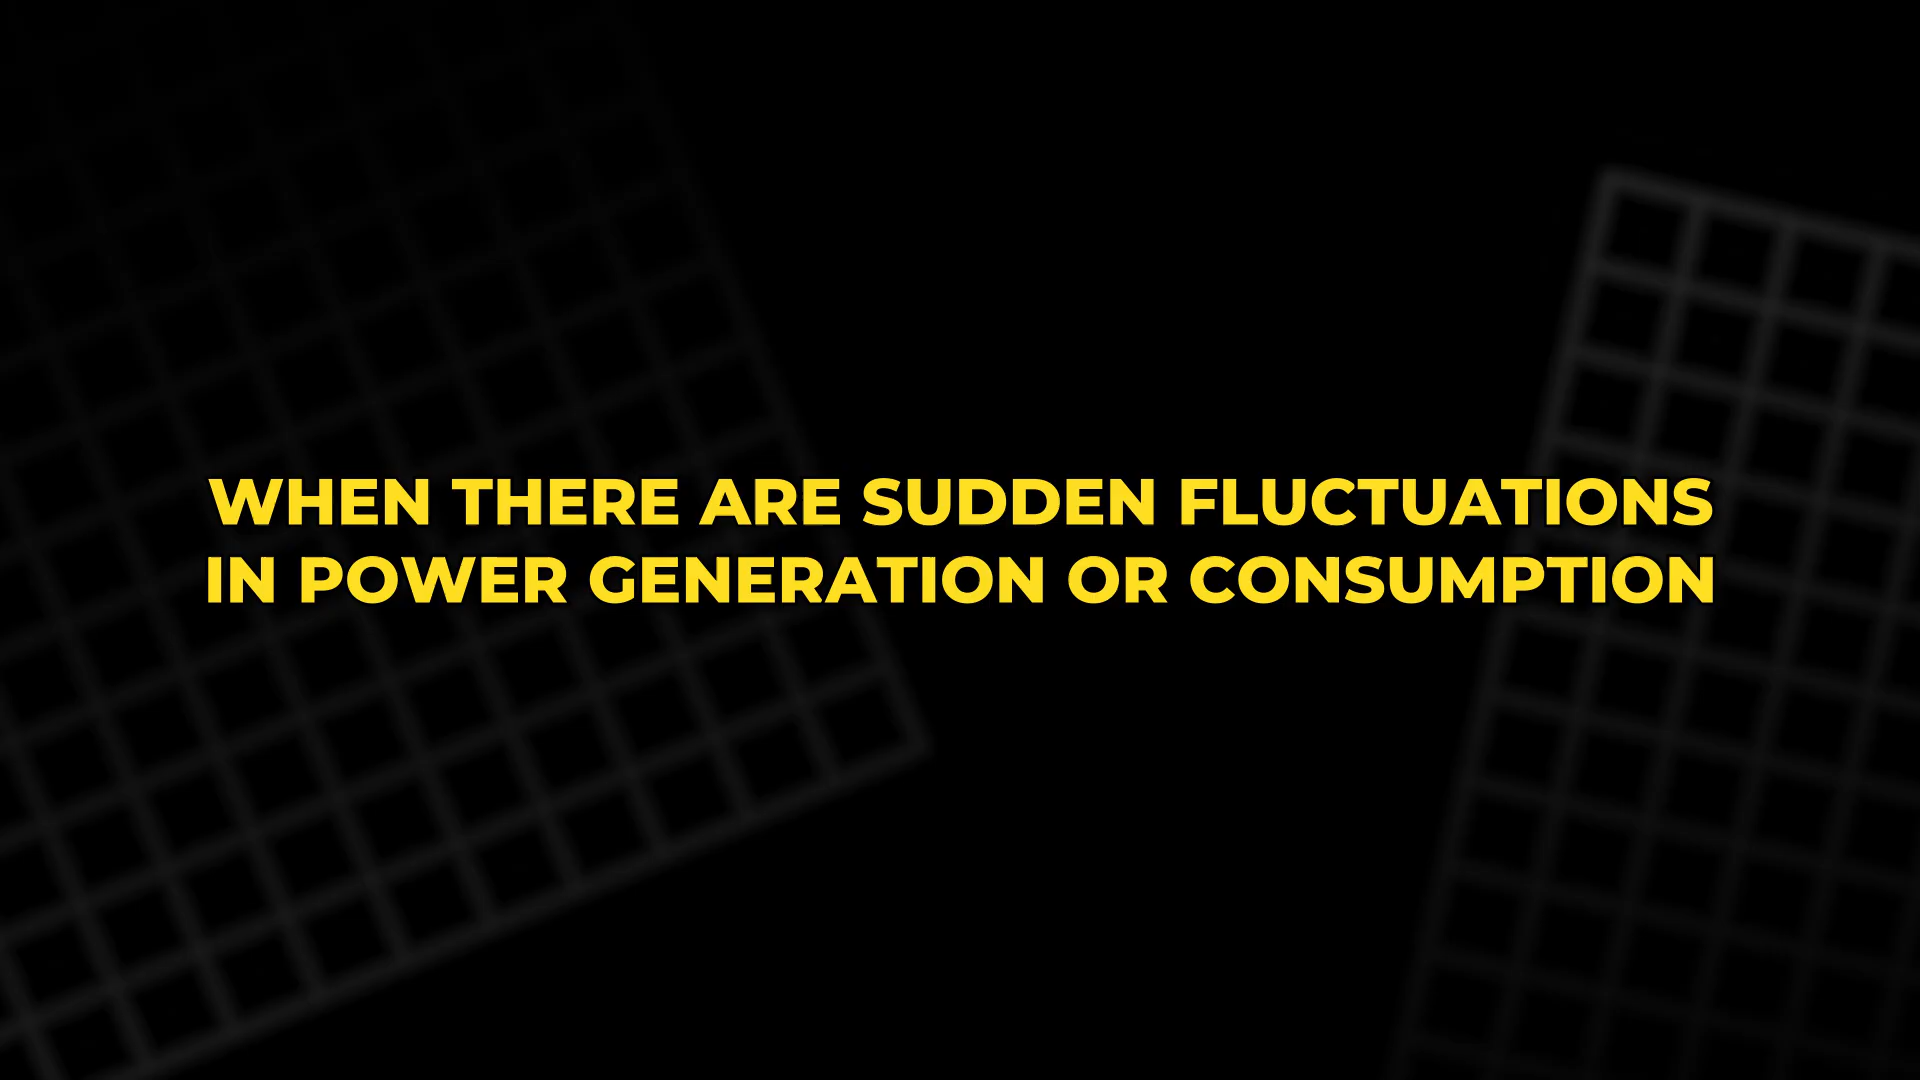 WHEN THERE ARE SUDDEN FLUCTUATIONS
IN POWER GENERATION OR CONSUMPTION